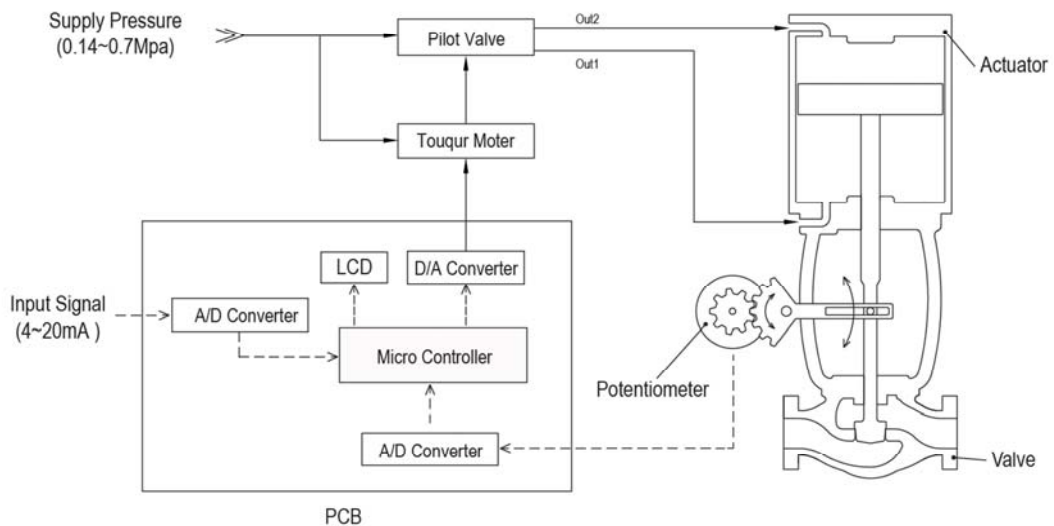 Supply Pressure
(0.14~0.7Mpa)
Pilot Valve
Out2
Out1
Actuator
Touqur Moter
LCD
D/A Converter
Input Signal
(4~20mA )
A/D Converter
Micro Controller
Potentiometer
A/D Converter
Valve
PCB